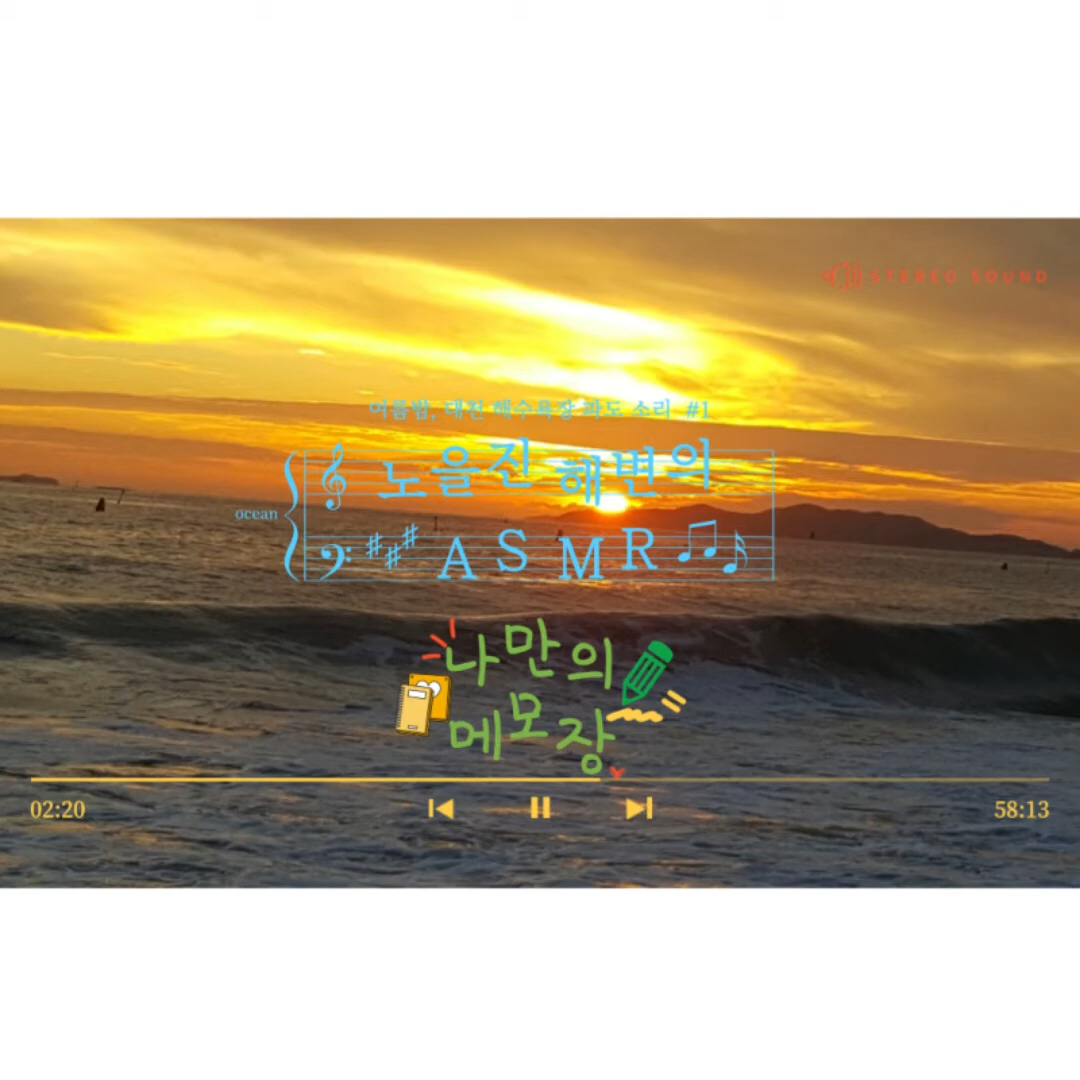 STEREO SOUND
여름밤, 대천 해수욕장 파도 소리 #1
노을진 해변의
ocean
ASMR
나만의
메모장
02:20
58:13